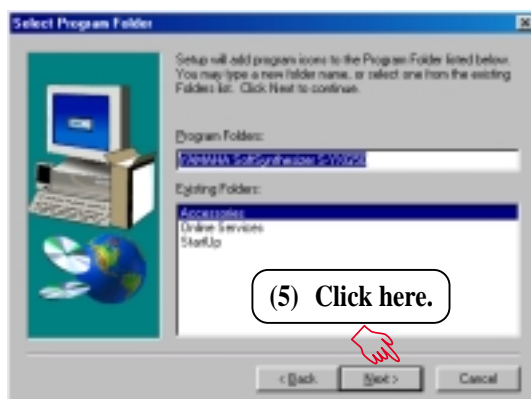 Select Program Folder
Setup will add program icons to the Program Folder listed below.
You may type a new folder name, or select one from the existing
Folders list. Click Next to continue.
Program Folders:
YAMAHA SoftSynthesizer S-YXG50
Existing Folders:
Accessories
Online Services
StartUp
(5) Click here.
< Back
Next >
Cancel